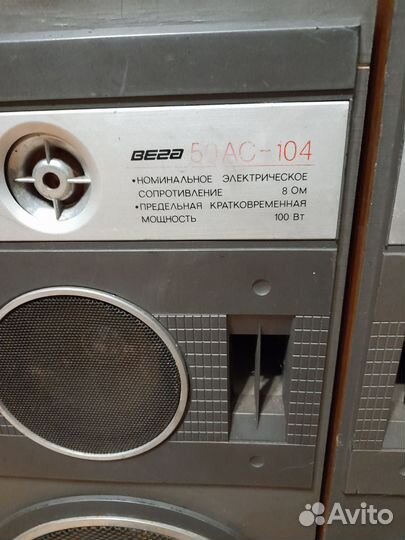 ВЕГА 50АС-104
•НОМИНАЛЬНОЕ ЭЛЕКТРИЧЕСКОЕ
СОПРОТИВЛЕНИЕ 8 Ом
•ПРЕДЕЛЬНАЯ КРАТКОВРЕМЕННАЯ
МОЩНОСТЬ 100 Вт
Avito